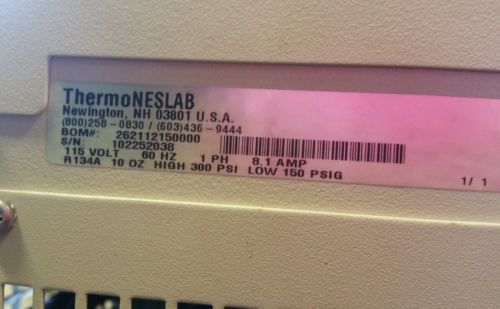 ThermoNESLAB
Newington, NH 03801 U.S.A.
(800)258-0830 / (603)436-9444
BOM#: 262112150000
S/N: 102252038
115 VOLT 60 HZ 1 PH 8.1 AMP
R134A 10 OZ HIGH 300 PSI LOW 150 PSIG
1/ 1